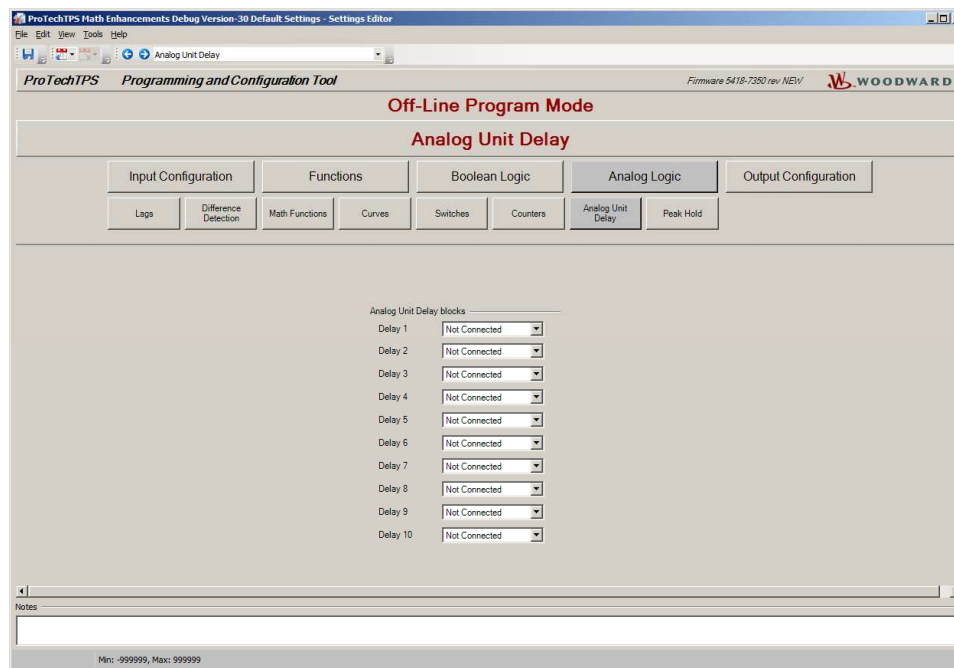 ProTechTPS Math Enhancements Debug Version-30 Default Settings - Settings Editor
File Edit View Tools Help
Analog Unit Delay
ProTechTPS Programming and Configuration Tool Firmware 5418-7350 rev NEW WOODWARD
Off-Line Program Mode
Analog Unit Delay
Input Configuration Functions Boolean Logic Analog Logic Output Configuration
Lags Difference Detection Math Functions Curves Switches Counters Analog Unit Delay Peak Hold
Analog Unit Delay blocks
Delay 1 Not Connected
Delay 2 Not Connected
Delay 3 Not Connected
Delay 4 Not Connected
Delay 5 Not Connected
Delay 6 Not Connected
Delay 7 Not Connected
Delay 8 Not Connected
Delay 9 Not Connected
Delay 10 Not Connected
Notes
Min: -999999, Max: 999999